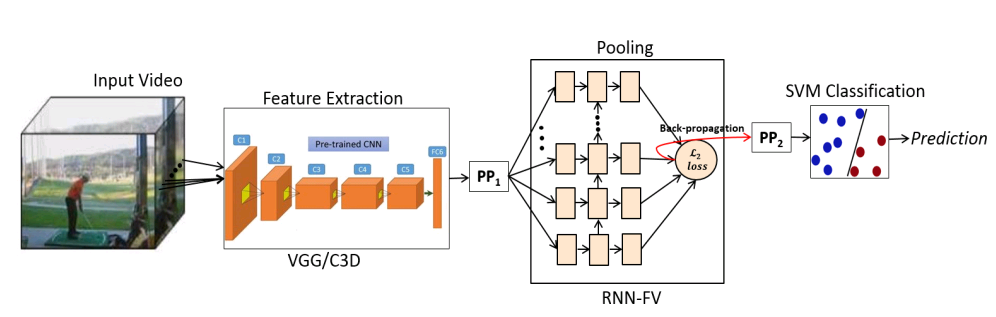 Input Video
Feature Extraction
Pre-trained CNN
C1
C2
C3
C4
C5
FC6
VGG/C3D
PP1
Pooling
Back-propagation
L2
loss
RNN-FV
PP2
SVM Classification
Prediction